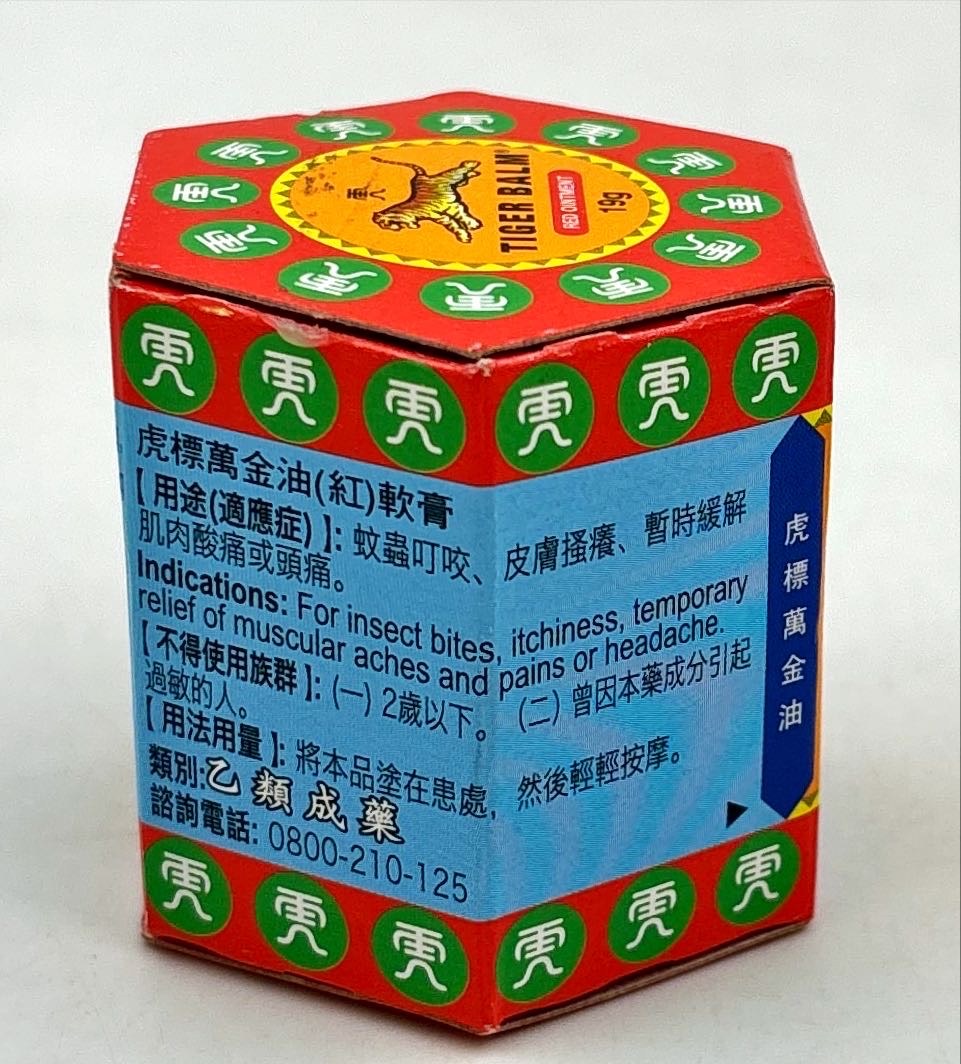 TIGER BALM
RED OINTMENT
19g
虎標萬金油(紅)軟膏
【用途(適應症)】: 蚊蟲叮咬、皮膚搔癢、暫時緩解
肌肉酸痛或頭痛。
Indications: For insect bites, itchiness, temporary
relief of muscular aches and pains or headache.
【不得使用族群】: (一) 2歲以下。 (二) 曾因本藥成分引起
過敏的人。
【用法用量】: 將本品塗在患處, 然後輕輕按摩。
類別:乙類成藥
諮詢電話: 0800-210-125
虎標萬金油